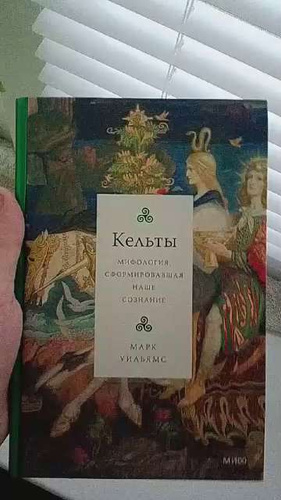 Кельты
МИФОЛОГИЯ,
СФОРМИРОВАВШАЯ
НАШЕ
СОЗНАНИЕ
МАРК
УИЛЬЯМС
МИФ